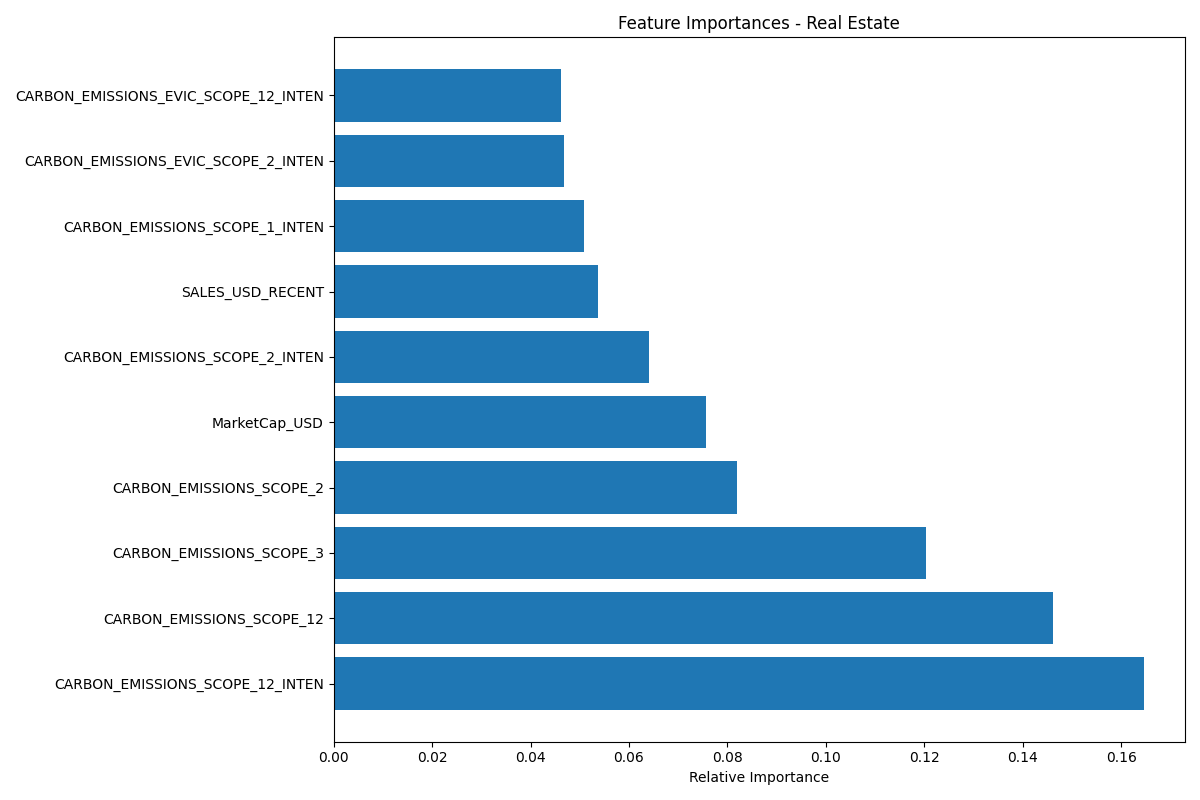 Feature Importances - Real Estate
CARBON_EMISSIONS_EVIC_SCOPE_12_INTEN
CARBON_EMISSIONS_EVIC_SCOPE_2_INTEN
CARBON_EMISSIONS_SCOPE_1_INTEN
SALES_USD_RECENT
CARBON_EMISSIONS_SCOPE_2_INTEN
MarketCap_USD
CARBON_EMISSIONS_SCOPE_2
CARBON_EMISSIONS_SCOPE_3
CARBON_EMISSIONS_SCOPE_12
CARBON_EMISSIONS_SCOPE_12_INTEN
0.00 0.02 0.04 0.06 0.08 0.10 0.12 0.14 0.16
Relative Importance